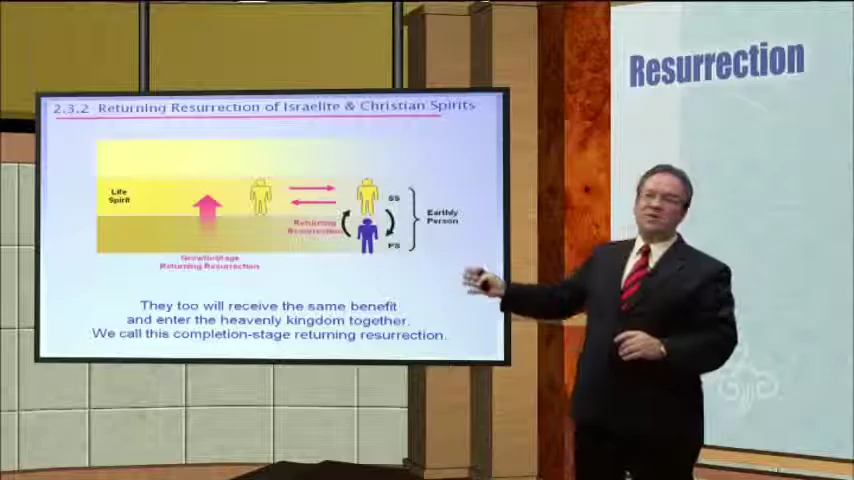 Resurrection
2.3.2 Returning Resurrection of Israelite & Christian Spirits
Life
Spirit
SS
Earthly
Person
Returning
Resurrection
PS
Growth-Stage
Returning Resurrection
They too will receive the same benefit
and enter the heavenly kingdom together.
We call this completion-stage returning resurrection.